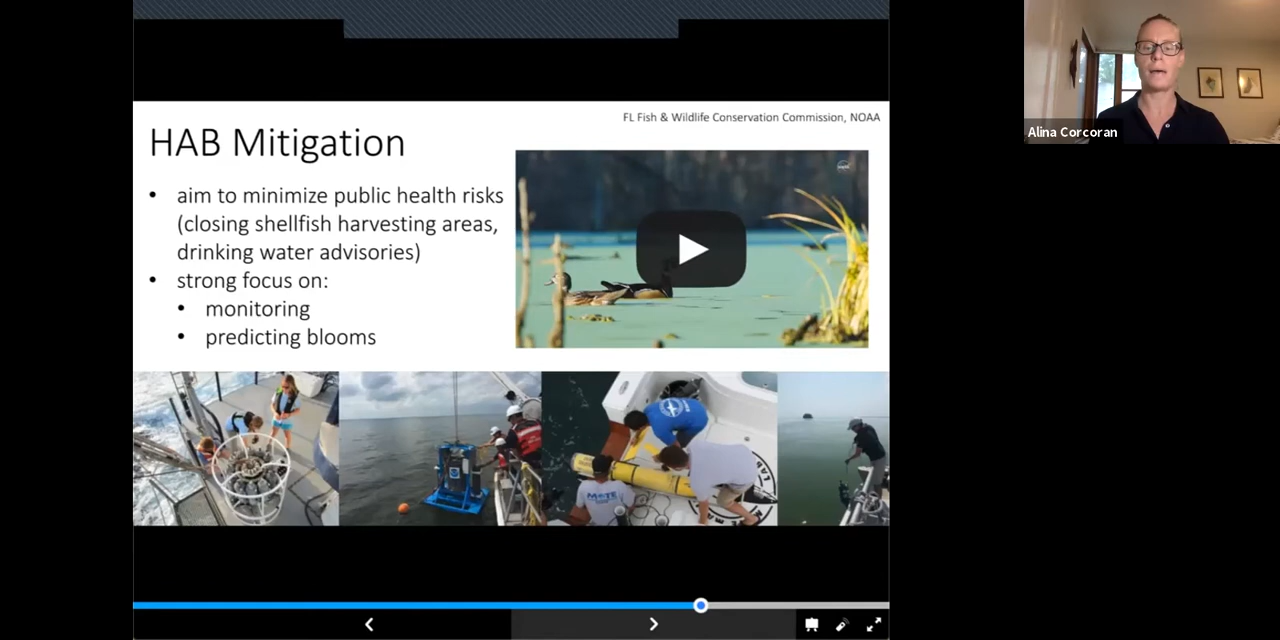 FL Fish & Wildlife Conservation Commission, NOAA
HAB Mitigation
• aim to minimize public health risks
(closing shellfish harvesting areas,
drinking water advisories)
• strong focus on:
• monitoring
• predicting blooms
MOTE
Alina Corcoran